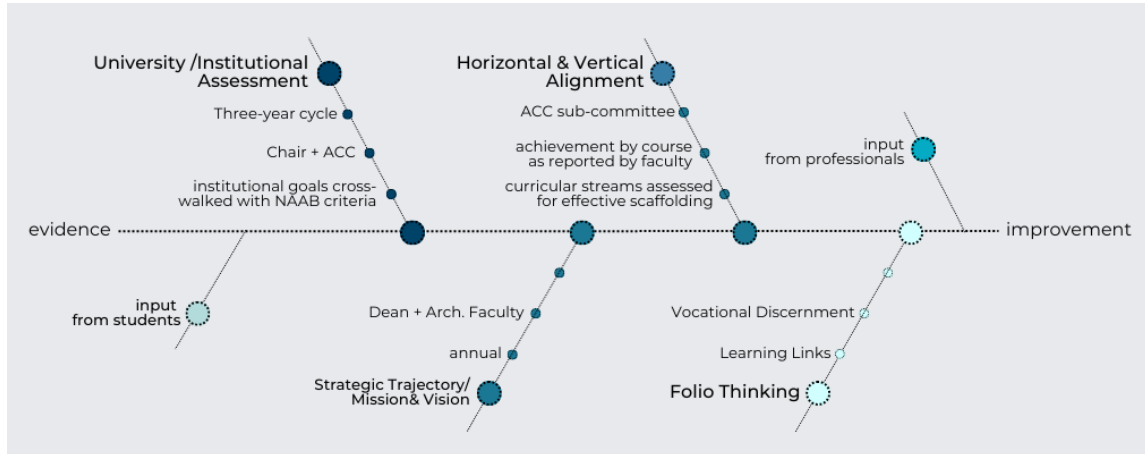 University /Institutional
Assessment
Three-year cycle
Chair + ACC
institutional goals cross-
walked with NAAB criteria
Horizontal & Vertical
Alignment
ACC sub-committee
achievement by course
as reported by faculty
curricular streams assessed
for effective scaffolding
input
from professionals
evidence
improvement
input
from students
Dean + Arch. Faculty
annual
Strategic Trajectory/
Mission& Vision
Vocational Discernment
Learning Links
Folio Thinking